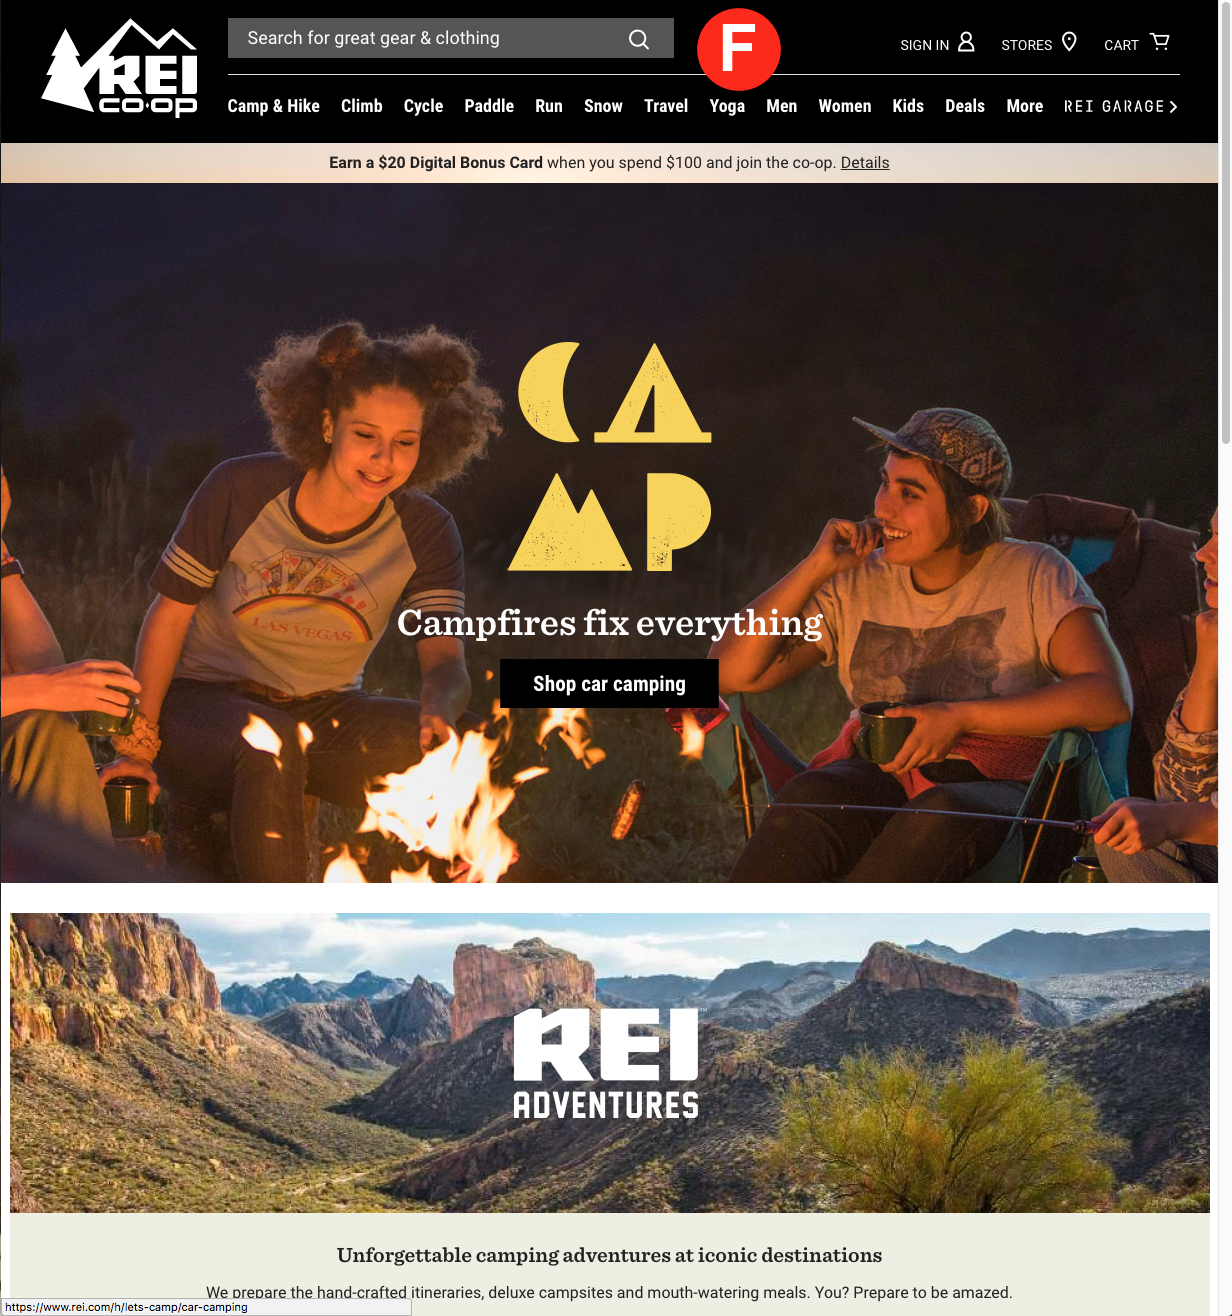 REI
co·op
Search for great gear & clothing
F
SIGN IN
STORES
CART
Camp & Hike Climb Cycle Paddle Run Snow Travel Yoga Men Women Kids Deals More REI GARAGE
Earn a $20 Digital Bonus Card when you spend $100 and join the co-op. Details
CA
MP
LAS VEGAS
Campfires fix everything
Shop car camping
REI
ADVENTURES
Unforgettable camping adventures at iconic destinations
We prepare the hand-crafted itineraries, deluxe campsites and mouth-watering meals. You? Prepare to be amazed.
https://www.rei.com/h/lets-camp/car-camping